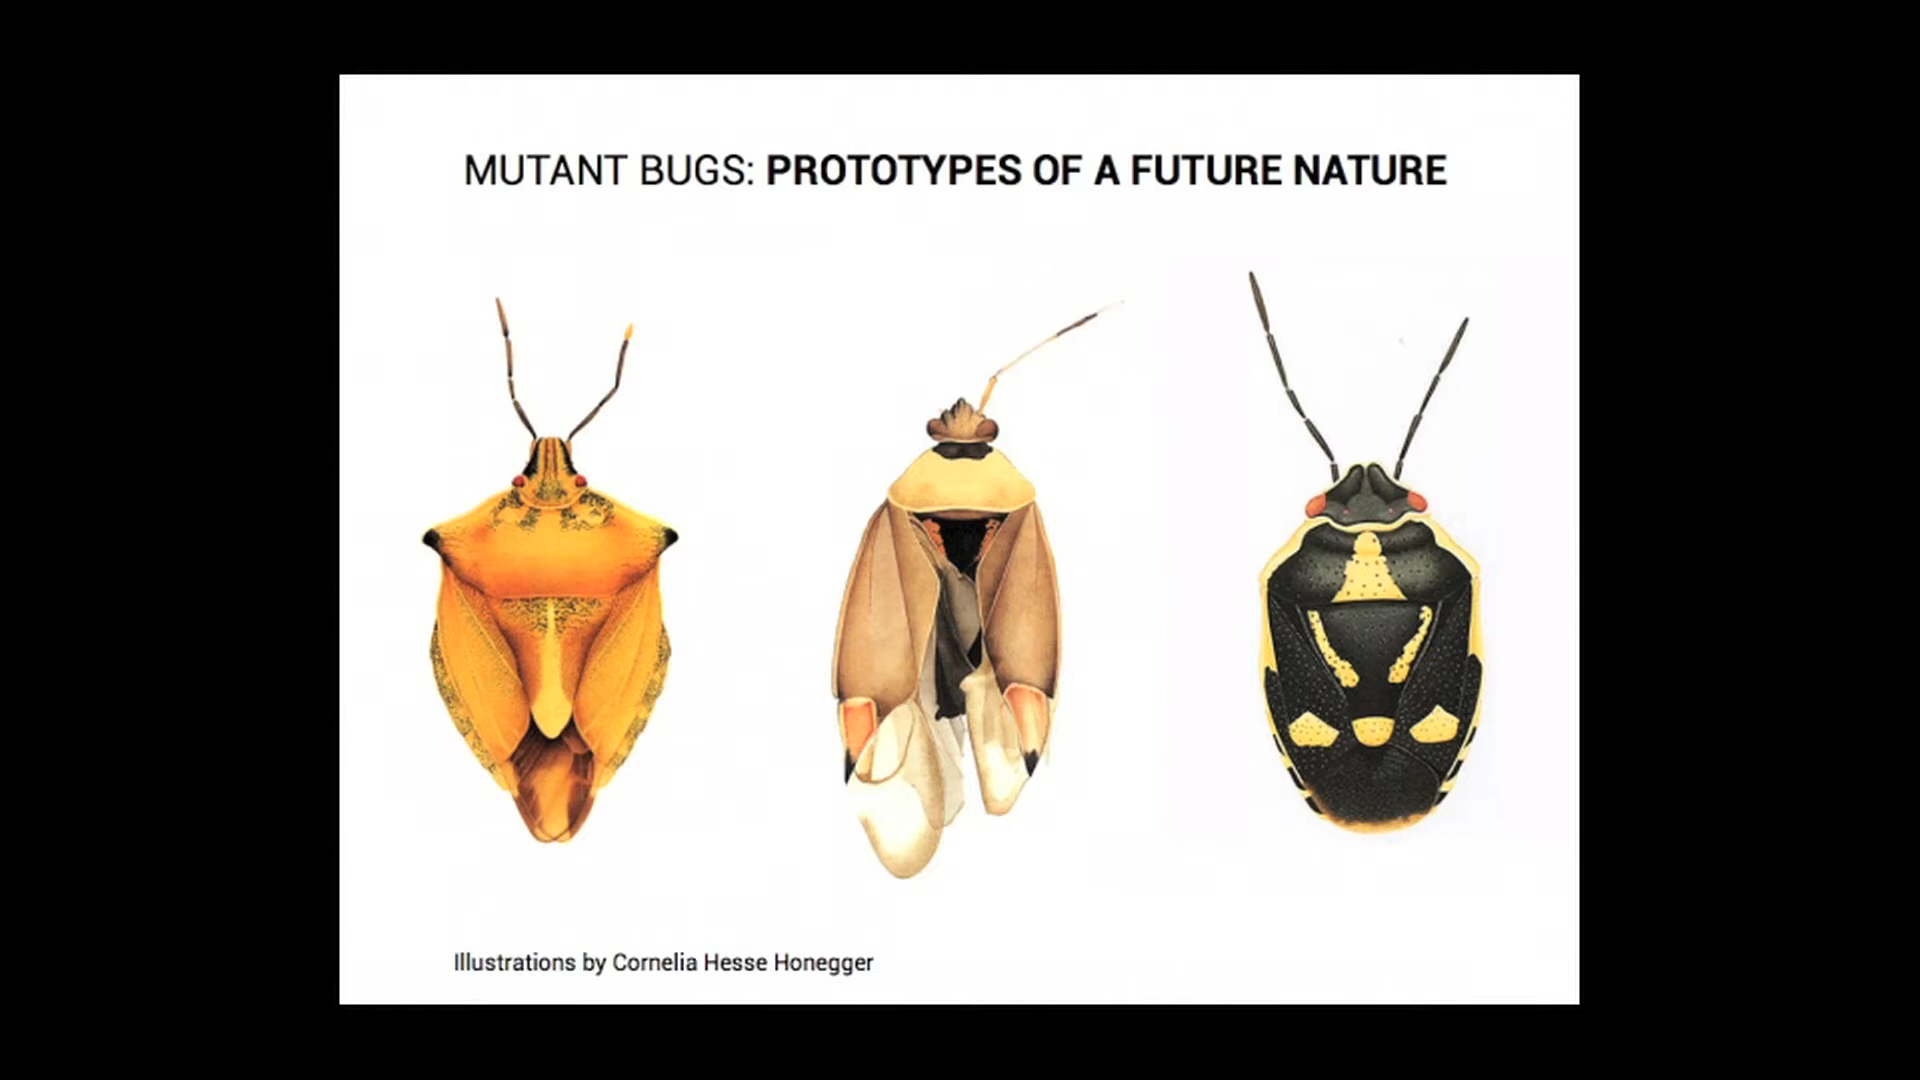 MUTANT BUGS: PROTOTYPES OF A FUTURE NATURE
Illustrations by Cornelia Hesse Honegger